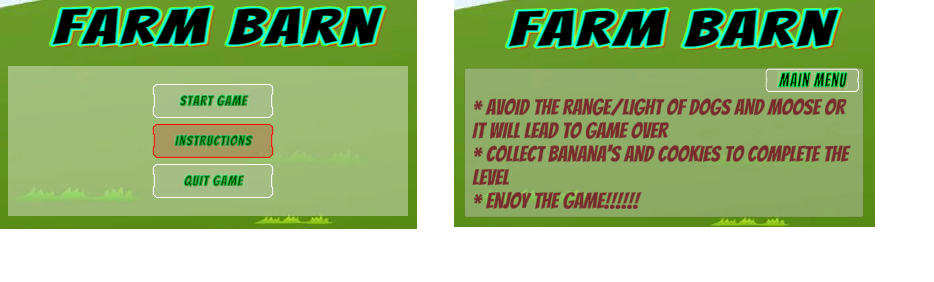 FARM BARN
START GAME
INSTRUCTIONS
QUIT GAME
FARM BARN
MAIN MENU
* AVOID THE RANGE/LIGHT OF DOGS AND MOOSE OR
IT WILL LEAD TO GAME OVER
* COLLECT BANANA'S AND COOKIES TO COMPLETE THE
LEVEL
* ENJOY THE GAME!!!!!!